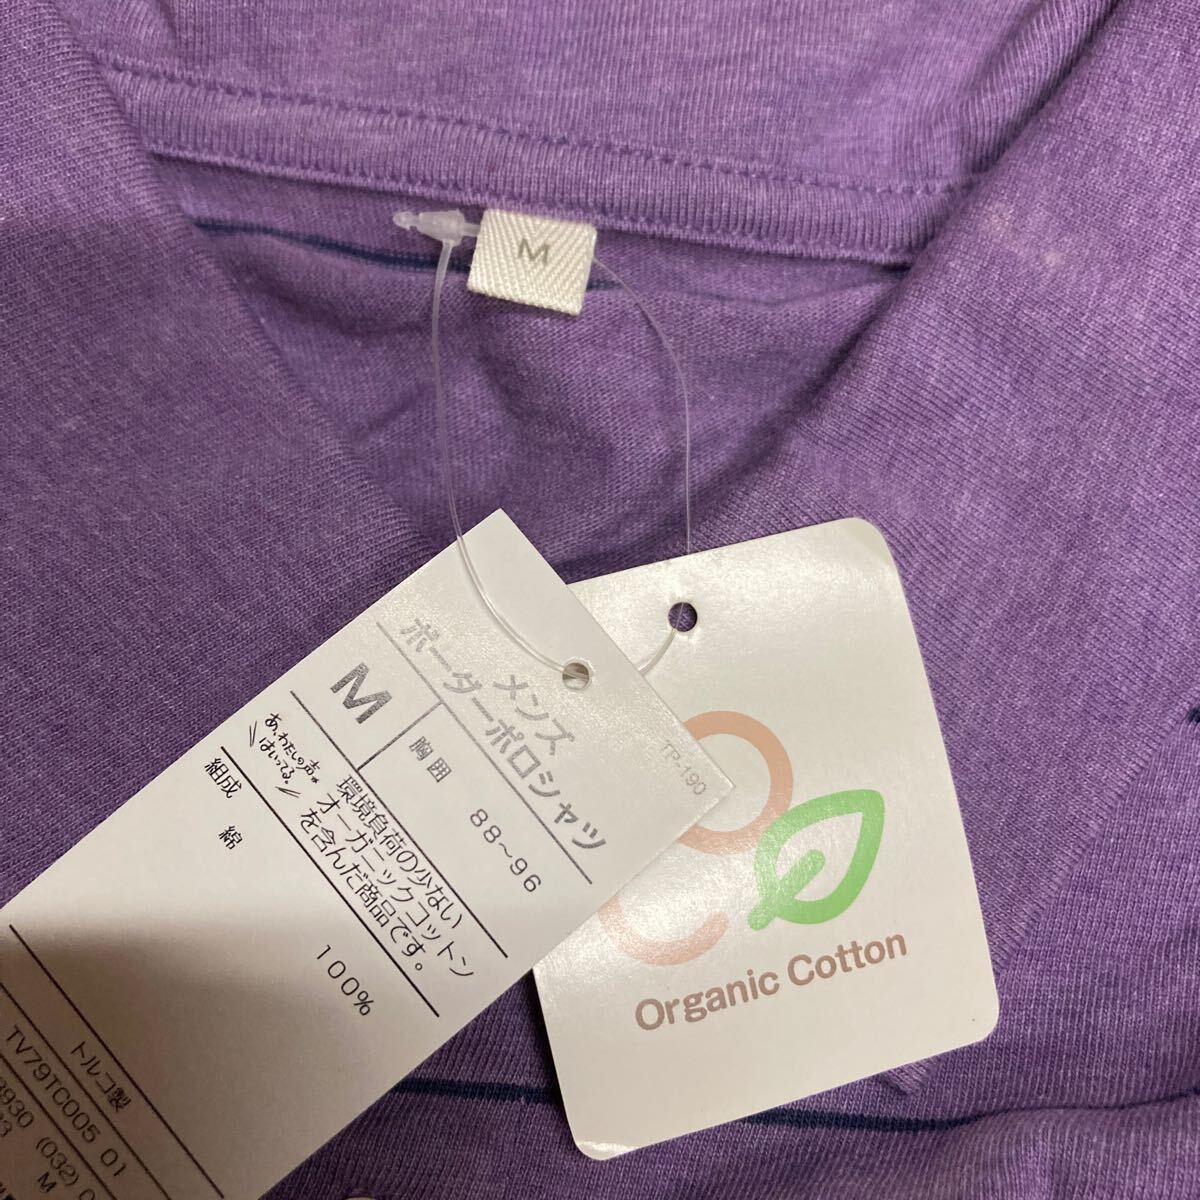 M
メンズ
ボーダーポロシャツ
M
胸囲 88～96
あ、わたしの声が
はいってる。
環境負荷の少ない
オーガニックコットン
を含んだ商品です。
組成 綿 100%
トルコ製
TV79TC005 01
3930 (032)
M
TP-190
Organic Cotton